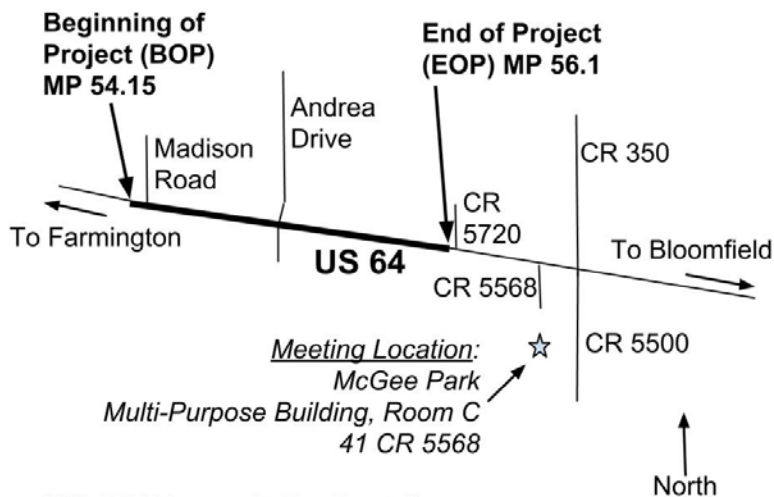 Beginning of
Project (BOP)
MP 54.15
End of Project
(EOP) MP 56.1
Andrea
Drive
Madison
Road
CR 350
CR
5720
To Farmington
To Bloomfield
US 64
CR 5568
Meeting Location:
McGee Park
Multi-Purpose Building, Room C
41 CR 5568
CR 5500
North